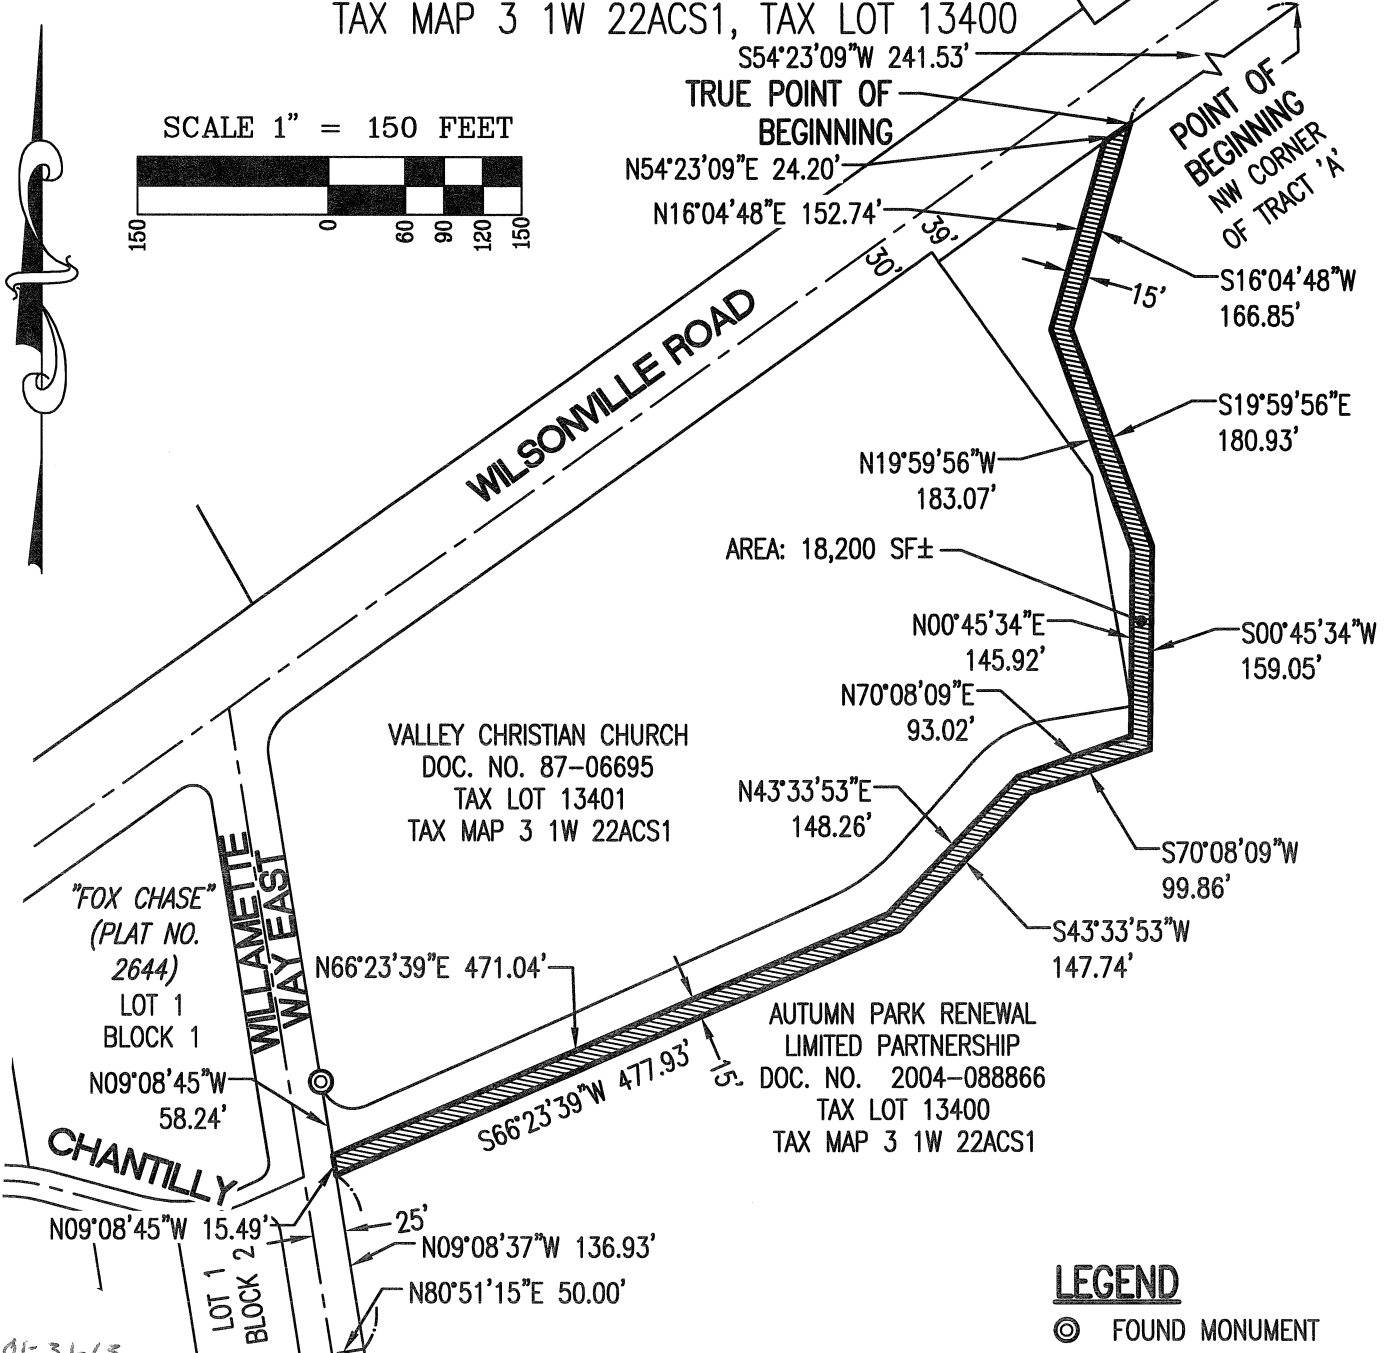 TAX MAP 3 1W 22ACS1, TAX LOT 13400
S54°23'09"W 241.53'
TRUE POINT OF
BEGINNING
POINT OF
BEGINNING
NW CORNER
OF TRACT 'A'
SCALE 1" = 150 FEET
150 0 60 90 120 150
N54°23'09"E 24.20'
N16°04'48"E 152.74'
39'
30'
S16°04'48"W
166.85'
15'
WILSONVILLE ROAD
S19°59'56"E
180.93'
N19°59'56"W
183.07'
AREA: 18,200 SF±
N00°45'34"E
145.92'
S00°45'34"W
159.05'
N70°08'09"E
93.02'
VALLEY CHRISTIAN CHURCH
DOC. NO. 87-06695
TAX LOT 13401
TAX MAP 3 1W 22ACS1
N43°33'53"E
148.26'
S70°08'09"W
99.86'
"FOX CHASE"
(PLAT NO.
2644)
LOT 1
BLOCK 1
WILLAMETTE
WAY EAST
S43°33'53"W
147.74'
N66°23'39"E 471.04'
AUTUMN PARK RENEWAL
LIMITED PARTNERSHIP
DOC. NO. 2004-088866
TAX LOT 13400
TAX MAP 3 1W 22ACS1
S66°23'39"W 477.93'
15'
N09°08'45"W
58.24'
CHANTILLY
N09°08'45"W 15.49'
25'
N09°08'37"W 136.93'
N80°51'15"E 50.00'
LOT 1
BLOCK 2
LEGEND
FOUND MONUMENT